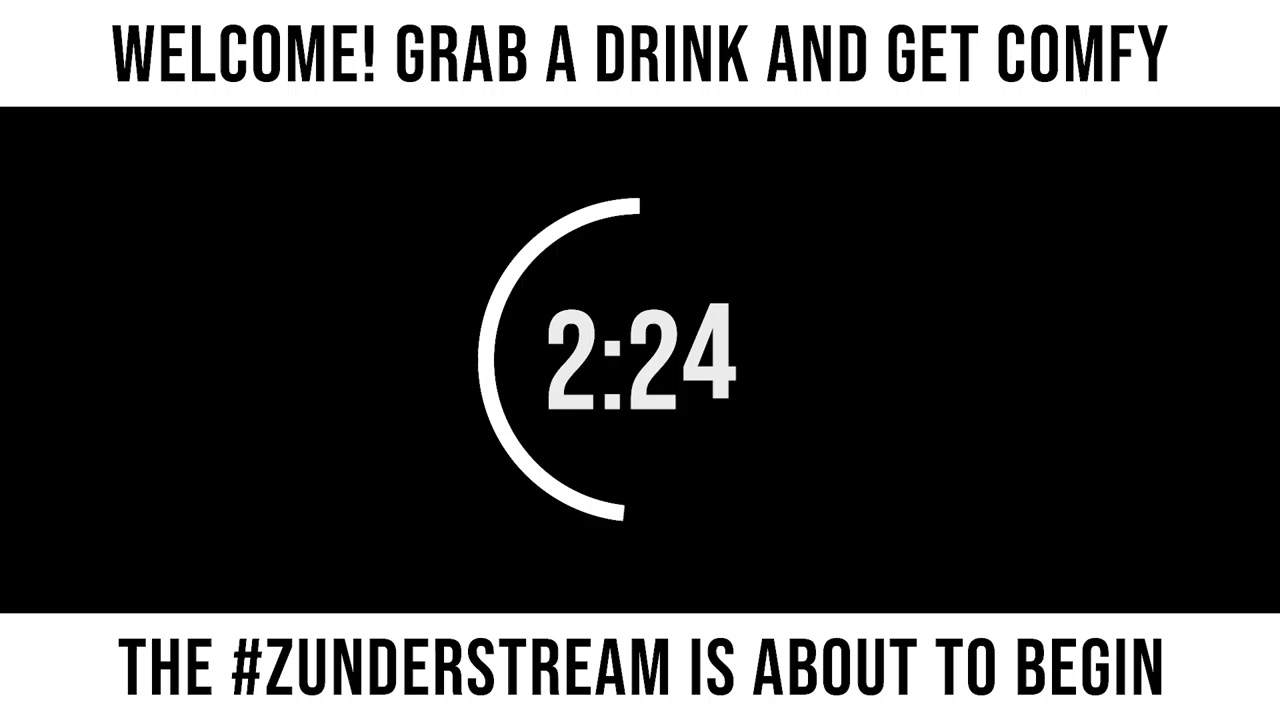 WELCOME! GRAB A DRINK AND GET COMFY
2:24
THE #ZUNDERSTREAM IS ABOUT TO BEGIN